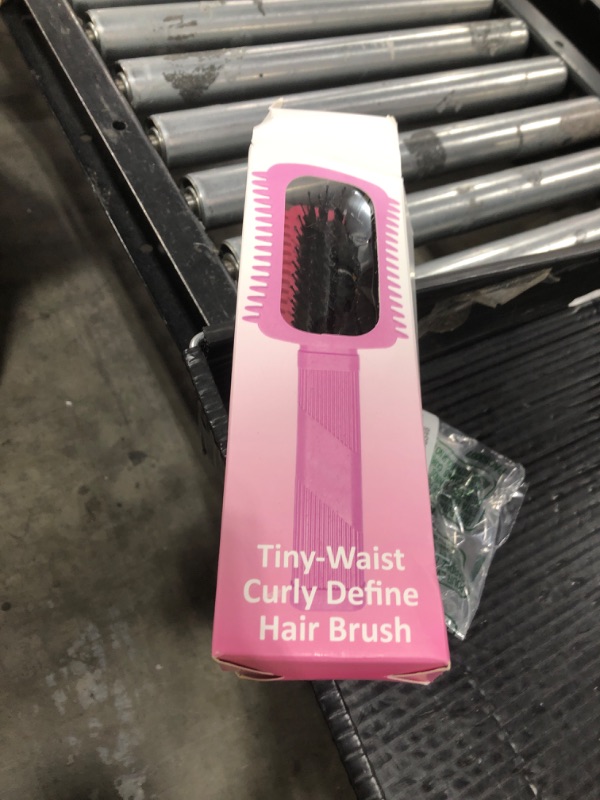 Tiny-Waist
Curly Define
Hair Brush